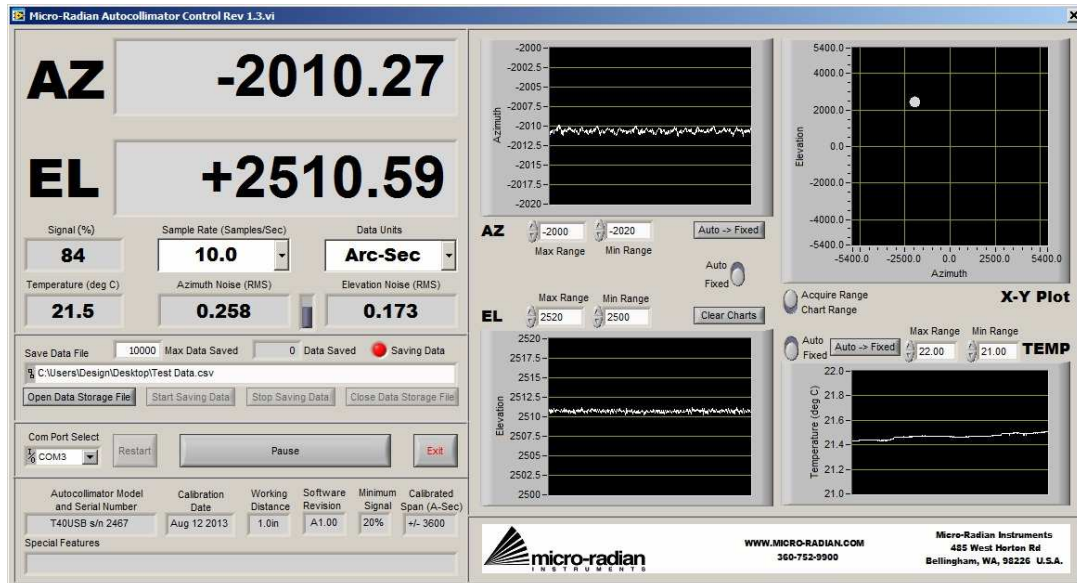 Micro-Radian Autocollimator Control Rev 1.3.vi
AZ
-2010.27
EL
+2510.59
Signal (%)
Sample Rate (Samples/Sec)
Data Units
84
10.0
Arc-Sec
Temperature (deg C)
Azimuth Noise (RMS)
Elevation Noise (RMS)
21.5
0.258
0.173
Save Data File
10000 Max Data Saved
0 Data Saved
Saving Data
C:\Users\Design\Desktop\Test Data.csv
Open Data Storage File
Start Saving Data
Stop Saving Data
Close Data Storage File
Com Port Select
COM3
Restart
Pause
Exit
Autocollimator Model and Serial Number
Calibration Date
Working Distance
Software Revision
Minimum Signal
Calibrated Span (A-Sec)
T40USB s/n 2467
Aug 12 2013
1.0in
A1.00
20%
+/- 3600
Special Features
Azimuth
-2000
-2002.5
-2005
-2007.5
-2010
-2012.5
-2015
-2017.5
-2020
AZ
-2000
-2020
Max Range
Min Range
Auto -> Fixed
Auto
Fixed
EL
Max Range
Min Range
2520
2500
Clear Charts
Elevation
2520
2517.5
2515
2512.5
2510
2507.5
2505
2502.5
2500
Elevation
5400.0
4000.0
2000.0
0.0
-2000.0
-4000.0
-5400.0
-5400.0
-2500.0
0.0
2500.0
5400.0
Azimuth
Acquire Range
Chart Range
X-Y Plot
Auto
Fixed
Auto -> Fixed
Max Range
Min Range
22.00
21.00
TEMP
Temperature (deg C)
22.0
21.8
21.6
21.4
21.2
21.0
micro-radian
INSTRUMENTS
WWW.MICRO-RADIAN.COM
360-752-9900
Micro-Radian Instruments
485 West Horton Rd
Bellingham, WA, 98226 U.S.A.